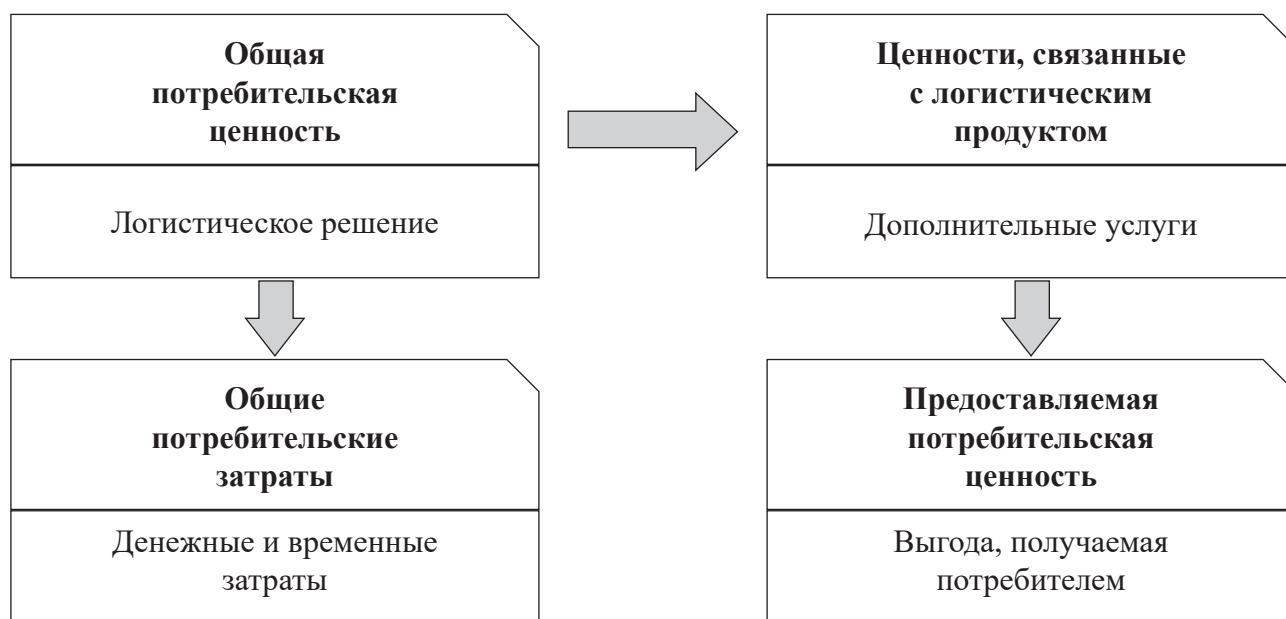 Общая
потребительская
ценность
Логистическое решение
Ценности, связанные
с логистическим
продуктом
Дополнительные услуги
Общие
потребительские
затраты
Денежные и временные
затраты
Предоставляемая
потребительская
ценность
Выгода, получаемая
потребителем